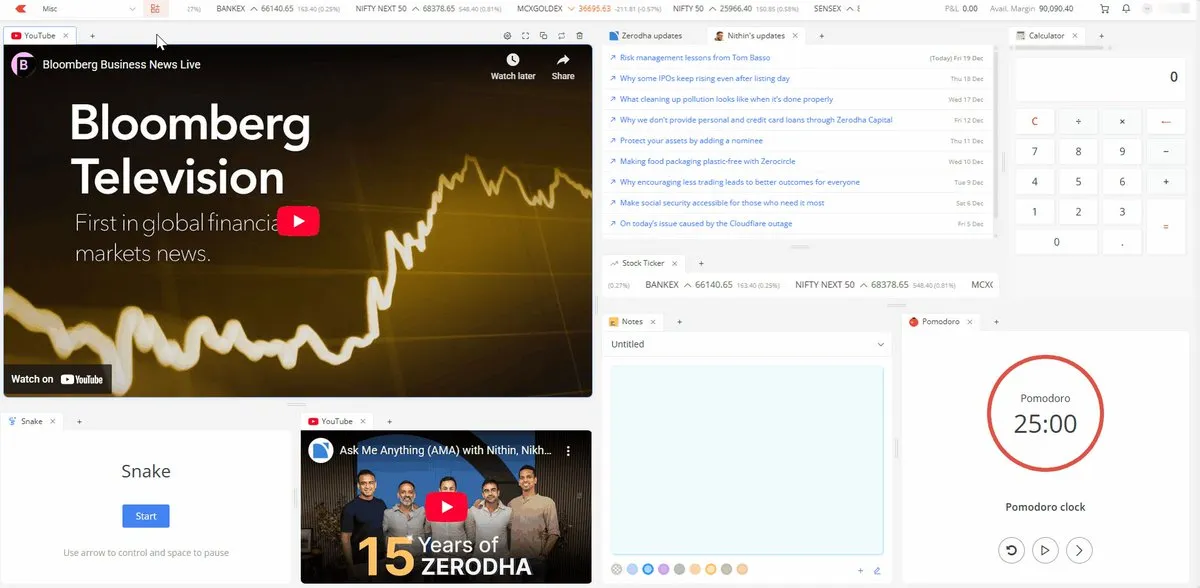 Misc
27%)
BANKEX 66140.65 163.40 (0.25%)
NIFTY NEXT 50 68378.65 548.40 (0.81%)
MCXGOLDEX 36695.63 -211.81 (-0.57%)
NIFTY 50 25966.40 150.85 (0.58%)
SENSEX
P&L 0.00
Avail. Margin 90,090.40
YouTube
Bloomberg Business News Live
Watch later
Share
Bloomberg
Television
First in global financia
markets news.
Watch on YouTube
Zerodha updates
Nithin's updates
Risk management lessons from Tom Basso (Today) Fri 19 Dec
Why some IPOs keep rising even after listing day Thu 18 Dec
What cleaning up pollution looks like when it's done properly Wed 17 Dec
Why we don't provide personal and credit card loans through Zerodha Capital Fri 12 Dec
Protect your assets by adding a nominee Thu 11 Dec
Making food packaging plastic-free with Zerocircle Wed 10 Dec
Why encouraging less trading leads to better outcomes for everyone Tue 9 Dec
Make social security accessible for those who need it most Sat 6 Dec
On today's issue caused by the Cloudflare outage Fri 5 Dec
Calculator
0
C ÷ × ←
7 8 9 −
4 5 6 +
1 2 3
0 . =
Stock Ticker
(0.27%) BANKEX 66140.65 163.40 (0.25%) NIFTY NEXT 50 68378.65 548.40 (0.81%) MCXG
Snake
Snake
Start
Use arrow to control and space to pause
YouTube
Ask Me Anything (AMA) with Nithin, Nikh...
15 Years of
ZERODHA
Notes
Untitled
Pomodoro
Pomodoro
25:00
Pomodoro clock